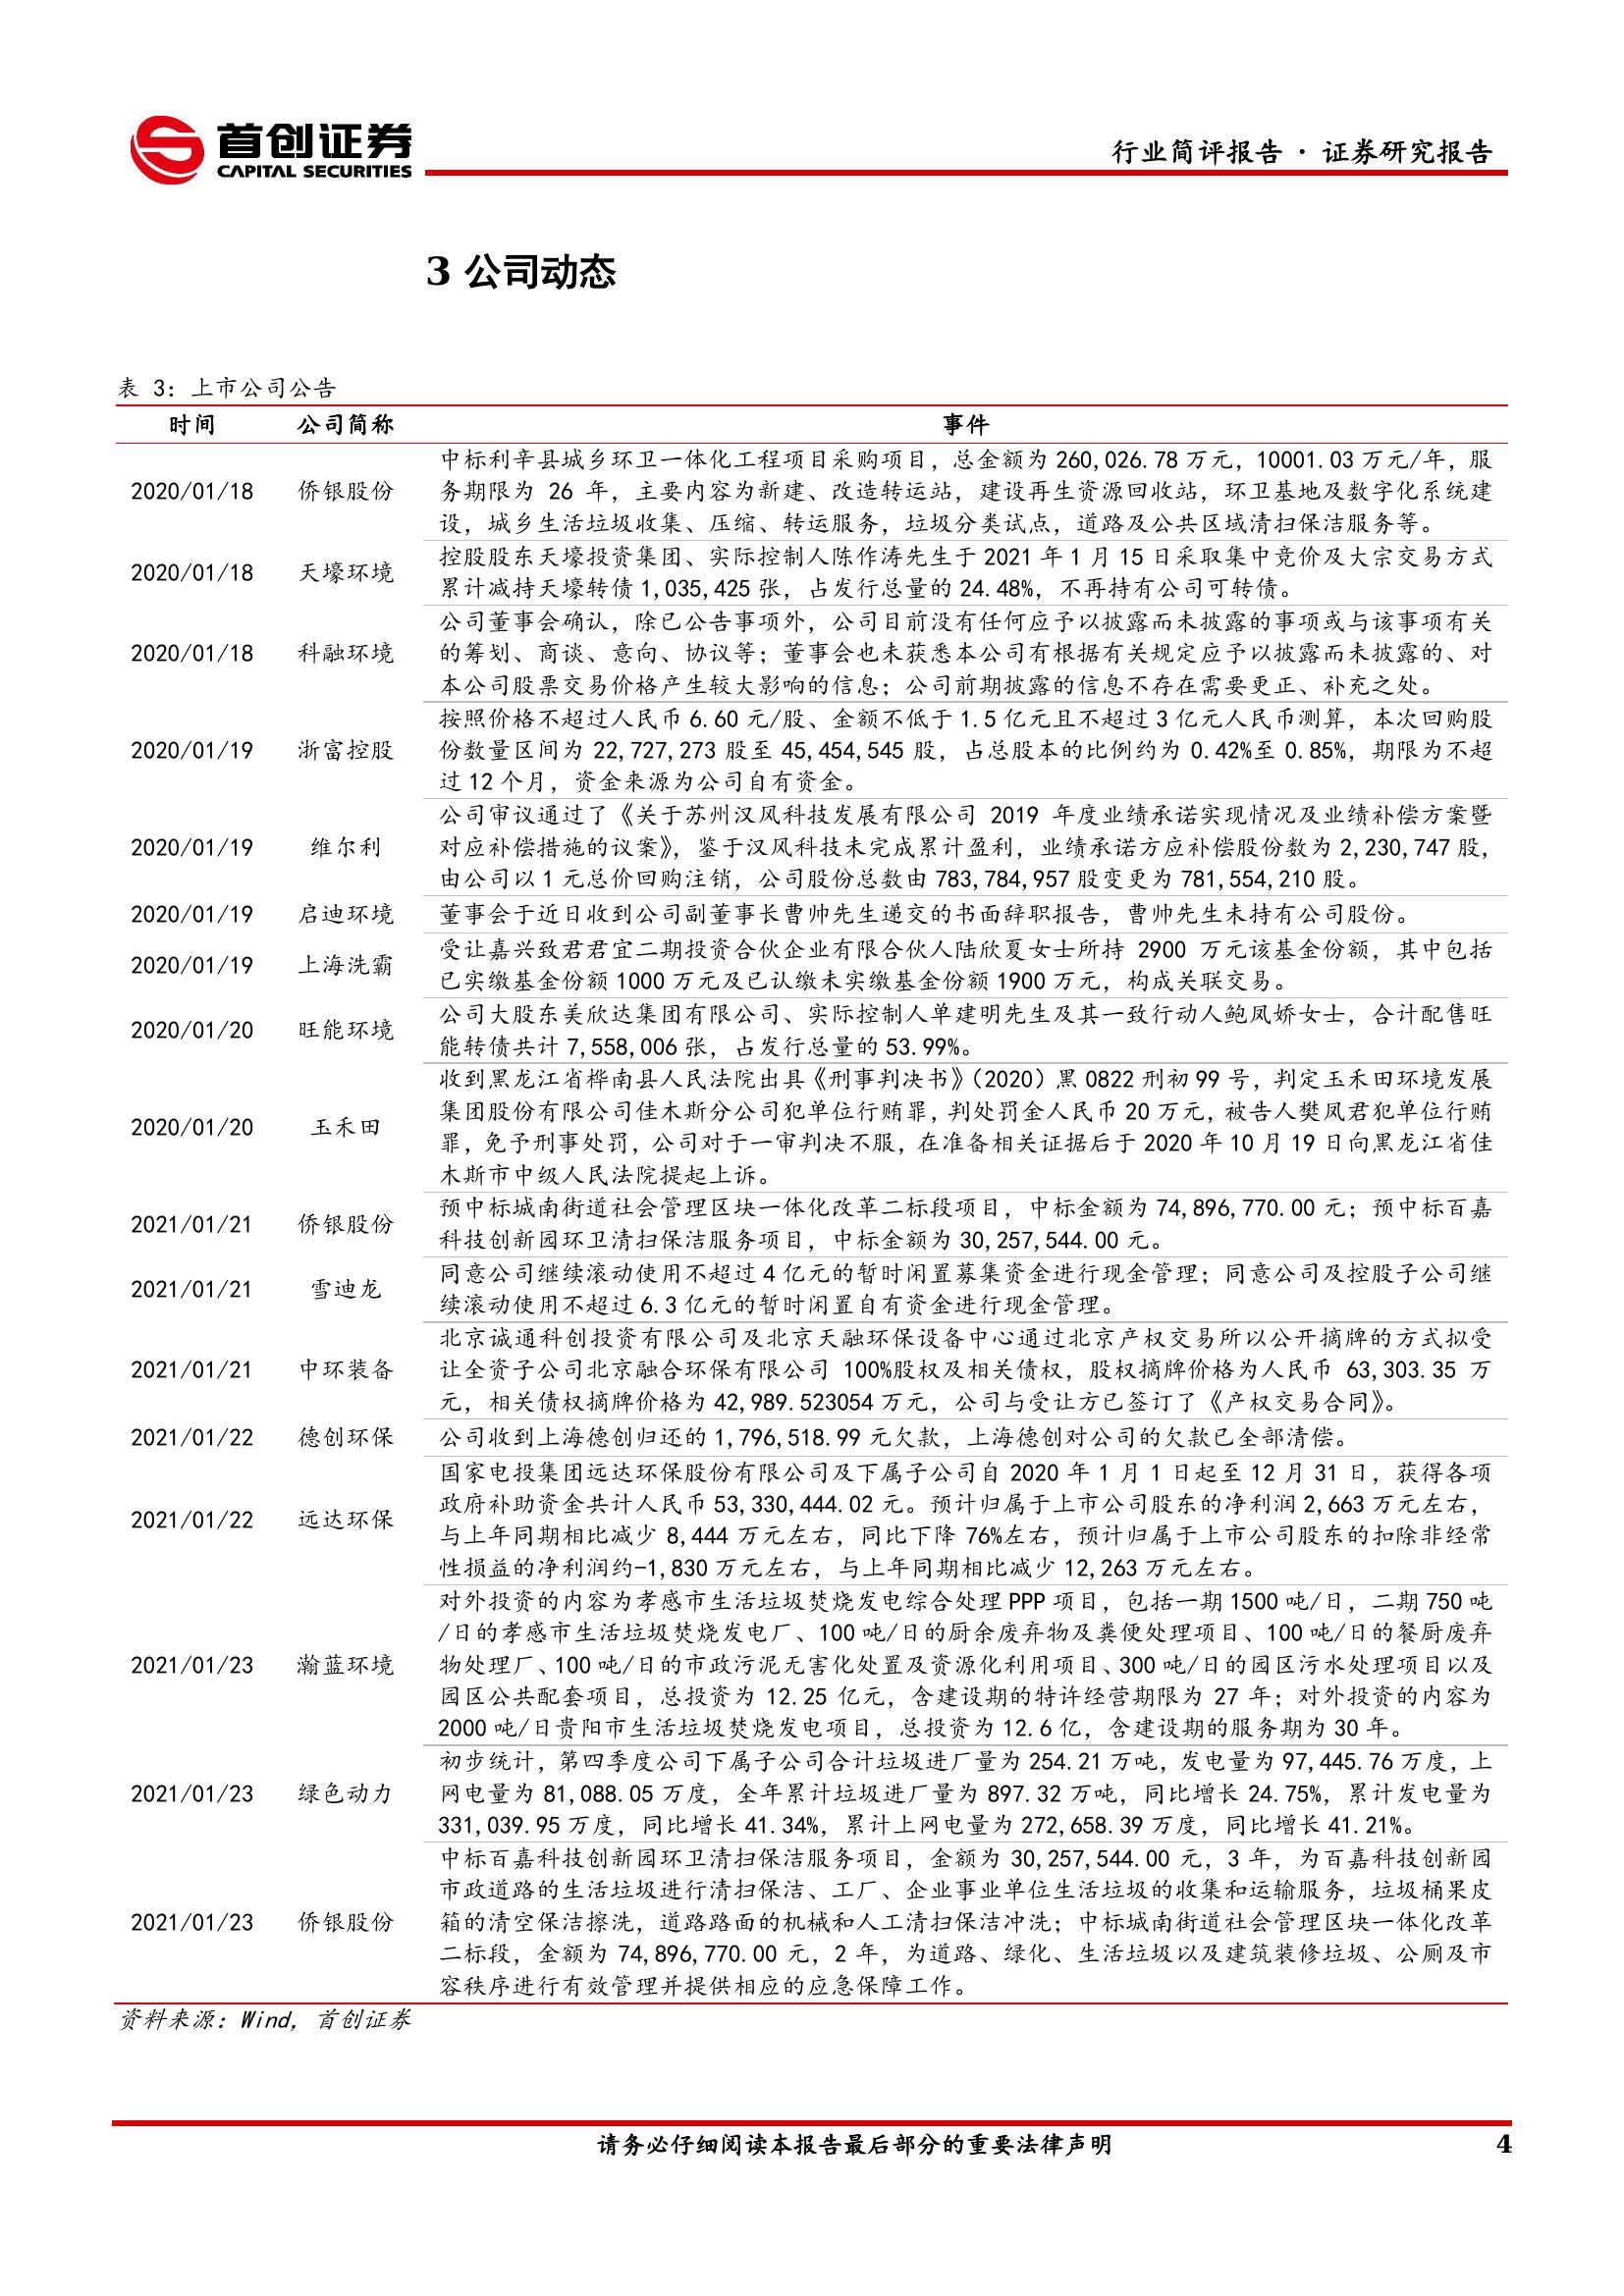 首创证券
CAPITAL SECURITIES
行业简评报告·证券研究报告
3 公司动态
表 3：上市公司公告
时间 公司简称 事件
中标利辛县城乡环卫一体化工程项目采购项目，总金额为 260,026.78 万元，10001.03 万元/年，服
2020/01/18 侨银股份 务期限为 26 年，主要内容为新建、改造转运站，建设再生资源回收站，环卫基地及数字化系统建
设，城乡生活垃圾收集、压缩、转运服务，垃圾分类试点，道路及公共区域清扫保洁服务等。
2020/01/18 天壕环境 控股股东天壕投资集团、实际控制人陈作涛先生于 2021 年 1 月 15 日采取集中竞价及大宗交易方式
累计减持天壕转债 1,035,425 张，占发行总量的 24.48%，不再持有公司可转债。
公司董事会确认，除已公告事项外，公司目前没有任何应予以披露而未披露的事项或与该事项有关
2020/01/18 科融环境 的筹划、商谈、意向、协议等；董事会也未获悉本公司有根据有关规定应予以披露而未披露的、对
本公司股票交易价格产生较大影响的信息；公司前期披露的信息不存在需要更正、补充之处。
按照价格不超过人民币 6.60 元/股、金额不低于 1.5 亿元且不超过 3 亿元人民币测算，本次回购股
2020/01/19 浙富控股 份数量区间为 22,727,273 股至 45,454,545 股，占总股本的比例约为 0.42%至 0.85%，期限为不超
过 12 个月，资金来源为公司自有资金。
公司审议通过了《关于苏州汉风科技发展有限公司 2019 年度业绩承诺实现情况及业绩补偿方案暨
2020/01/19 维尔利 对应补偿措施的议案》，鉴于汉风科技未完成累计盈利，业绩承诺方应补偿股份数为 2,230,747 股，
由公司以 1 元总价回购注销，公司股份总数由 783,784,957 股变更为 781,554,210 股。
2020/01/19 启迪环境 董事会于近日收到公司副董事长曹帅先生递交的书面辞职报告，曹帅先生未持有公司股份。
2020/01/19 上海洗霸 受让嘉兴致君君宜二期投资合伙企业有限合伙人陆欣夏女士所持 2900 万元该基金份额，其中包括
已实缴基金份额 1000 万元及已认缴未实缴基金份额 1900 万元，构成关联交易。
2020/01/20 旺能环境 公司大股东美欣达集团有限公司、实际控制人单建明先生及其一致行动人鲍凤娇女士，合计配售旺
能转债共计 7,558,006 张，占发行总量的 53.99%。
收到黑龙江省桦南县人民法院出具《刑事判决书》（2020）黑 0822 刑初 99 号，判定玉禾田环境发展
2020/01/20 玉禾田 集团股份有限公司佳木斯分公司犯单位行贿罪，判处罚金人民币 20 万元，被告人樊凤君犯单位行贿
罪，免予刑事处罚，公司对于一审判决不服，在准备相关证据后于 2020 年 10 月 19 日向黑龙江省佳
木斯市中级人民法院提起上诉。
2021/01/21 侨银股份 预中标城南街道社会管理区块一体化改革二标段项目，中标金额为 74,896,770.00 元；预中标百嘉
科技创新园环卫清扫保洁服务项目，中标金额为 30,257,544.00 元。
2021/01/21 雪迪龙 同意公司继续滚动使用不超过 4 亿元的暂时闲置募集资金进行现金管理；同意公司及控股子公司继
续滚动使用不超过 6.3 亿元的暂时闲置自有资金进行现金管理。
北京诚通科创投资有限公司及北京天融环保设备中心通过北京产权交易所以公开摘牌的方式拟受
2021/01/21 中环装备 让全资子公司北京融合环保有限公司 100%股权及相关债权，股权摘牌价格为人民币 63,303.35 万
元，相关债权摘牌价格为 42,989.523054 万元，公司与受让方已签订了《产权交易合同》。
2021/01/22 德创环保 公司收到上海德创归还的 1,796,518.99 元欠款，上海德创对公司的欠款已全部清偿。
国家电投集团远达环保股份有限公司及下属子公司自 2020 年 1 月 1 日起至 12 月 31 日，获得各项
2021/01/22 远达环保 政府补助资金共计人民币 53,330,444.02 元。预计归属于上市公司股东的净利润 2,663 万元左右，
与上年同期相比减少 8,444 万元左右，同比下降 76%左右，预计归属于上市公司股东的扣除非经常
性损益的净利润约-1,830 万元左右，与上年同期相比减少 12,263 万元左右。
对外投资的内容为孝感市生活垃圾焚烧发电综合处理 PPP 项目，包括一期 1500 吨/日，二期 750 吨
/日的孝感市生活垃圾焚烧发电厂、100 吨/日的厨余废弃物及粪便处理项目、100 吨/日的餐厨废弃
2021/01/23 瀚蓝环境 物处理厂、100 吨/日的市政污泥无害化处置及资源化利用项目、300 吨/日的园区污水处理项目以及
园区公共配套项目，总投资为 12.25 亿元，含建设期的特许经营期限为 27 年；对外投资的内容为
2000 吨/日贵阳市生活垃圾焚烧发电项目，总投资为 12.6 亿，含建设期的服务期为 30 年。
初步统计，第四季度公司下属子公司合计垃圾进厂量为 254.21 万吨，发电量为 97,445.76 万度，上
2021/01/23 绿色动力 网电量为 81,088.05 万度，全年累计垃圾进厂量为 897.32 万吨，同比增长 24.75%，累计发电量为
331,039.95 万度，同比增长 41.34%，累计上网电量为 272,658.39 万度，同比增长 41.21%。
中标百嘉科技创新园环卫清扫保洁服务项目，金额为 30,257,544.00 元，3 年，为百嘉科技创新园
市政道路的生活垃圾进行清扫保洁、工厂、企业事业单位生活垃圾的收集和运输服务，垃圾桶果皮
2021/01/23 侨银股份 箱的清空保洁擦洗，道路路面的机械和人工清扫保洁冲洗；中标城南街道社会管理区块一体化改革
二标段，金额为 74,896,770.00 元，2 年，为道路、绿化、生活垃圾以及建筑装修垃圾、公厕及市
容秩序进行有效管理并提供相应的应急保障工作。
资料来源：Wind，首创证券
请务必仔细阅读本报告最后部分的重要法律声明 4